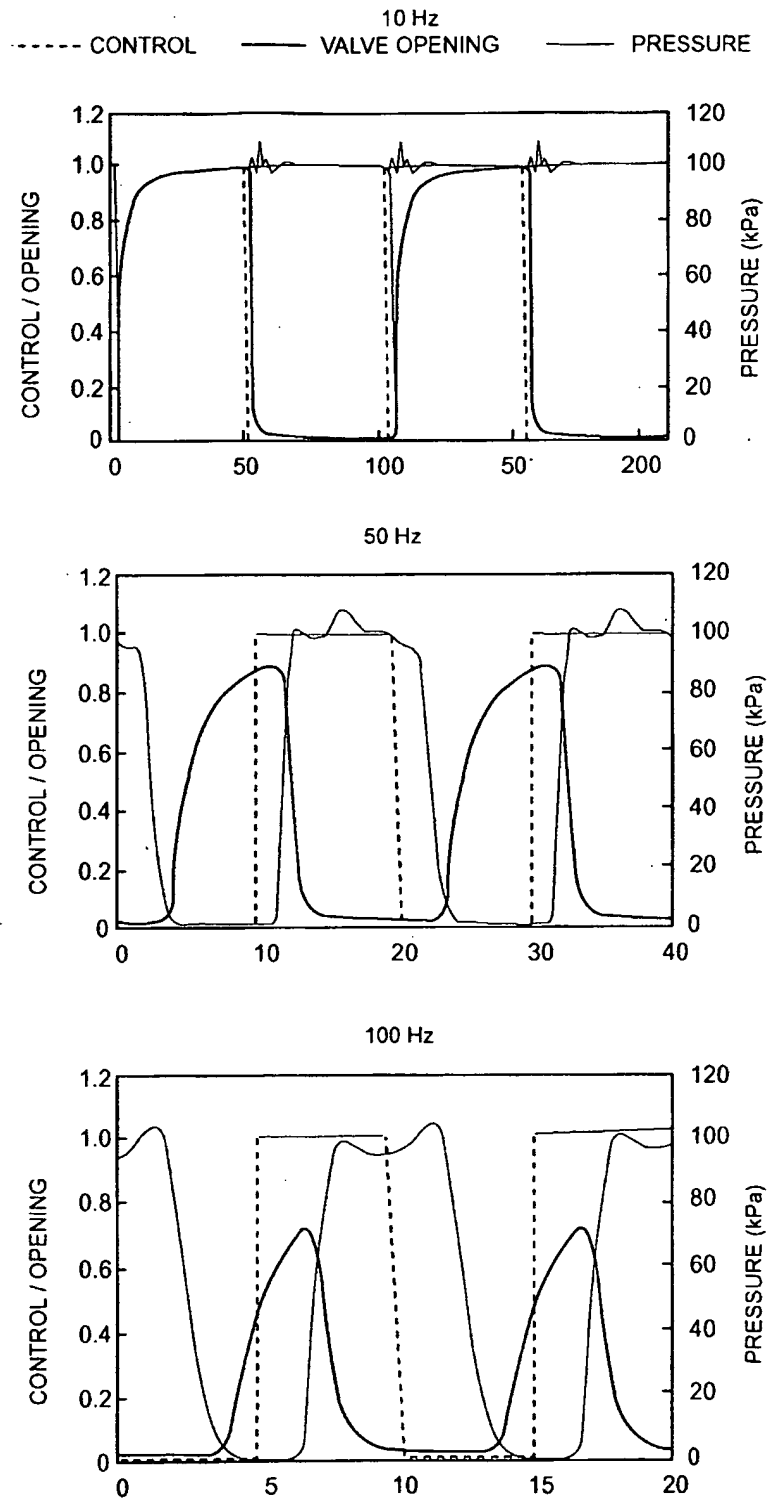 10 Hz
CONTROL VALVE OPENING PRESSURE
1.2 120
1.0 100
0.8 80
0.6 60
0.4 40
0.2 20
0 0
CONTROL / OPENING
PRESSURE (kPa)
0 50 100 50 200
50 Hz
1.2 120
1.0 100
0.8 80
0.6 60
0.4 40
0.2 20
0 0
CONTROL / OPENING
PRESSURE (kPa)
0 10 20 30 40
100 Hz
1.2 120
1.0 100
0.8 80
0.6 60
0.4 40
0.2 20
0 0
CONTROL / OPENING
PRESSURE (kPa)
0 5 10 15 20